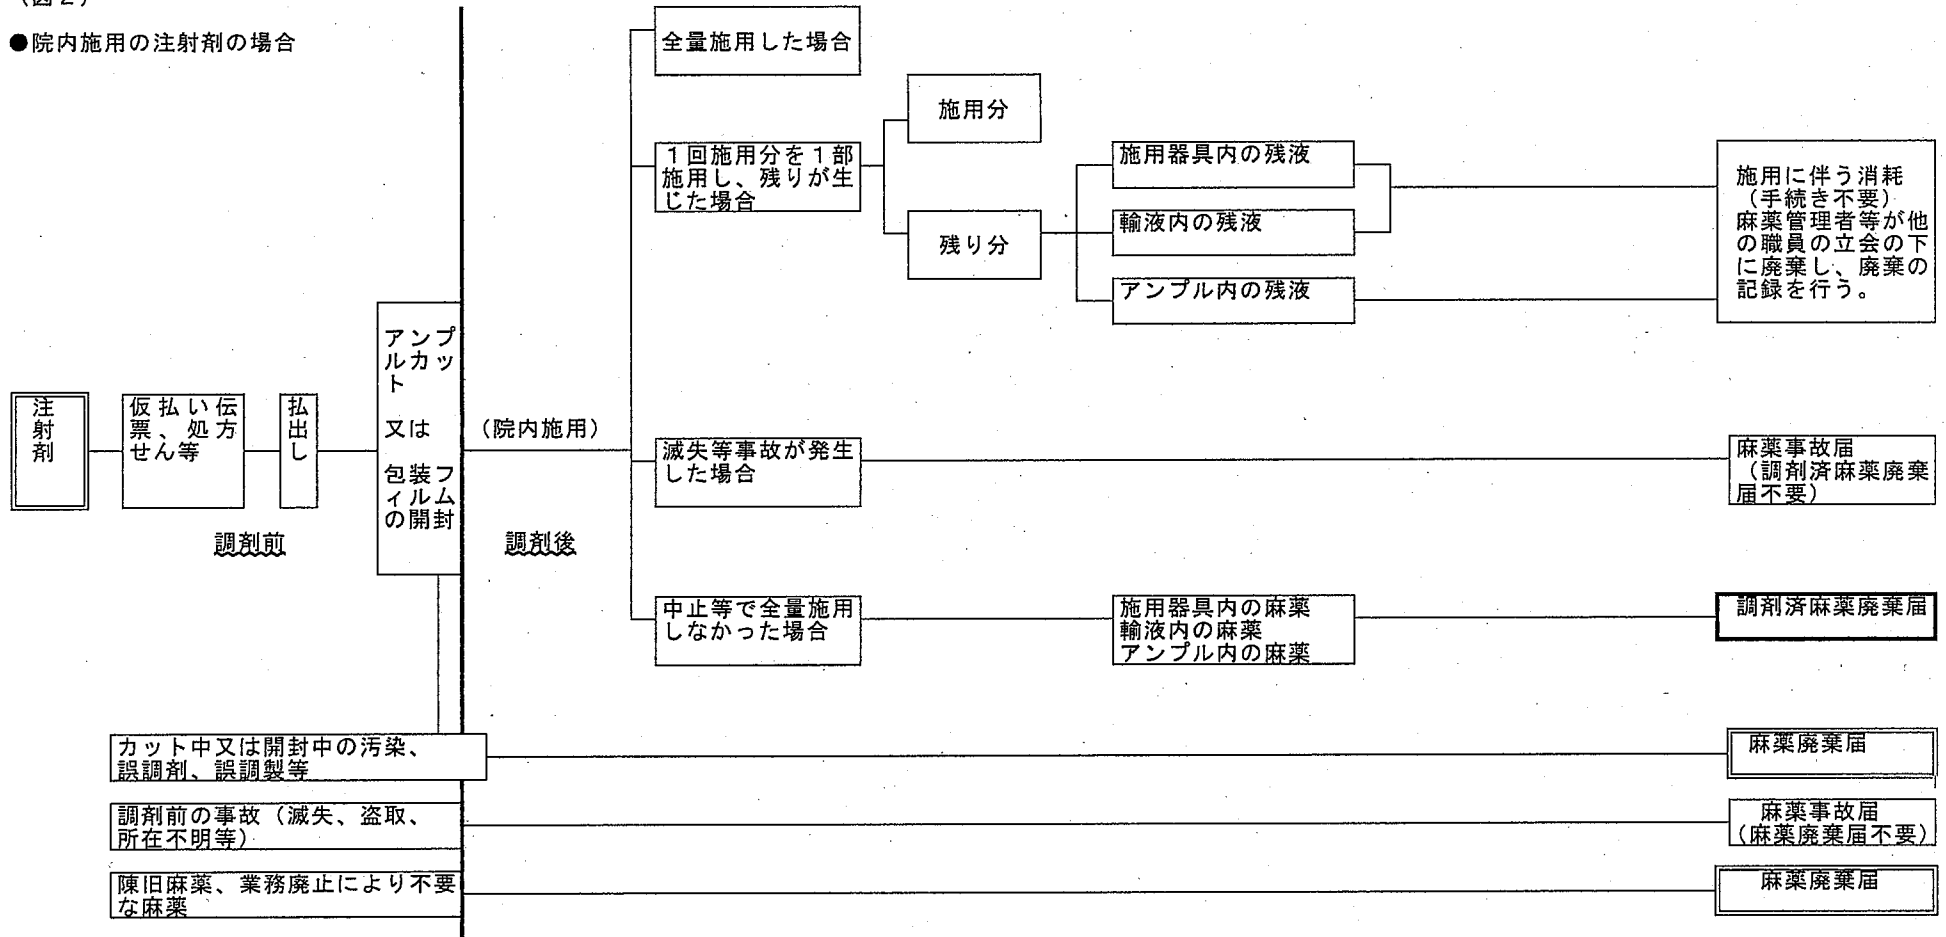 (図2)
●院内施用の注射剤の場合
全量施用した場合
施用分
1回施用分を1部
施用し、残りが生
じた場合
残り分
施用器具内の残液
輸液内の残液
アンプル内の残液
施用に伴う消耗
(手続き不要)
麻薬管理者等が他
の職員の立会の下
に廃棄し、廃棄の
記録を行う。
注
射
剤
仮払い伝
票、処方
せん等
払
出
し
アンプ
ルカッ
ト
又は
包装フ
ィルム
の開封
(院内施用)
調剤前
調剤後
滅失等事故が発生
した場合
麻薬事故届
(調剤済麻薬廃棄
届不要)
中止等で全量施用
しなかった場合
施用器具内の麻薬
輸液内の麻薬
アンプル内の麻薬
調剤済麻薬廃棄届
カット中又は開封中の汚染、
誤調剤、誤調製等
麻薬廃棄届
調剤前の事故(滅失、盗取、
所在不明等)
麻薬事故届
(麻薬廃棄届不要)
陳旧麻薬、業務廃止により不要
な麻薬
麻薬廃棄届